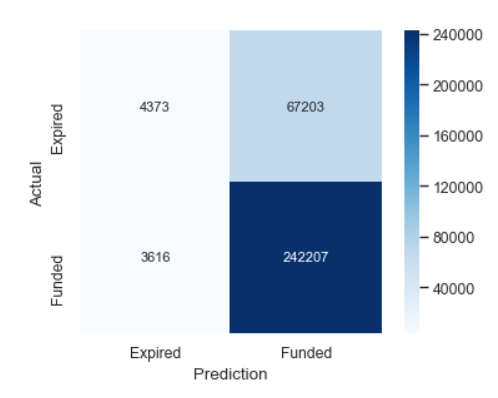 240000
200000
160000
120000
80000
40000
4373 67203
3616 242207
Expired
Funded
Actual
Expired Funded
Prediction